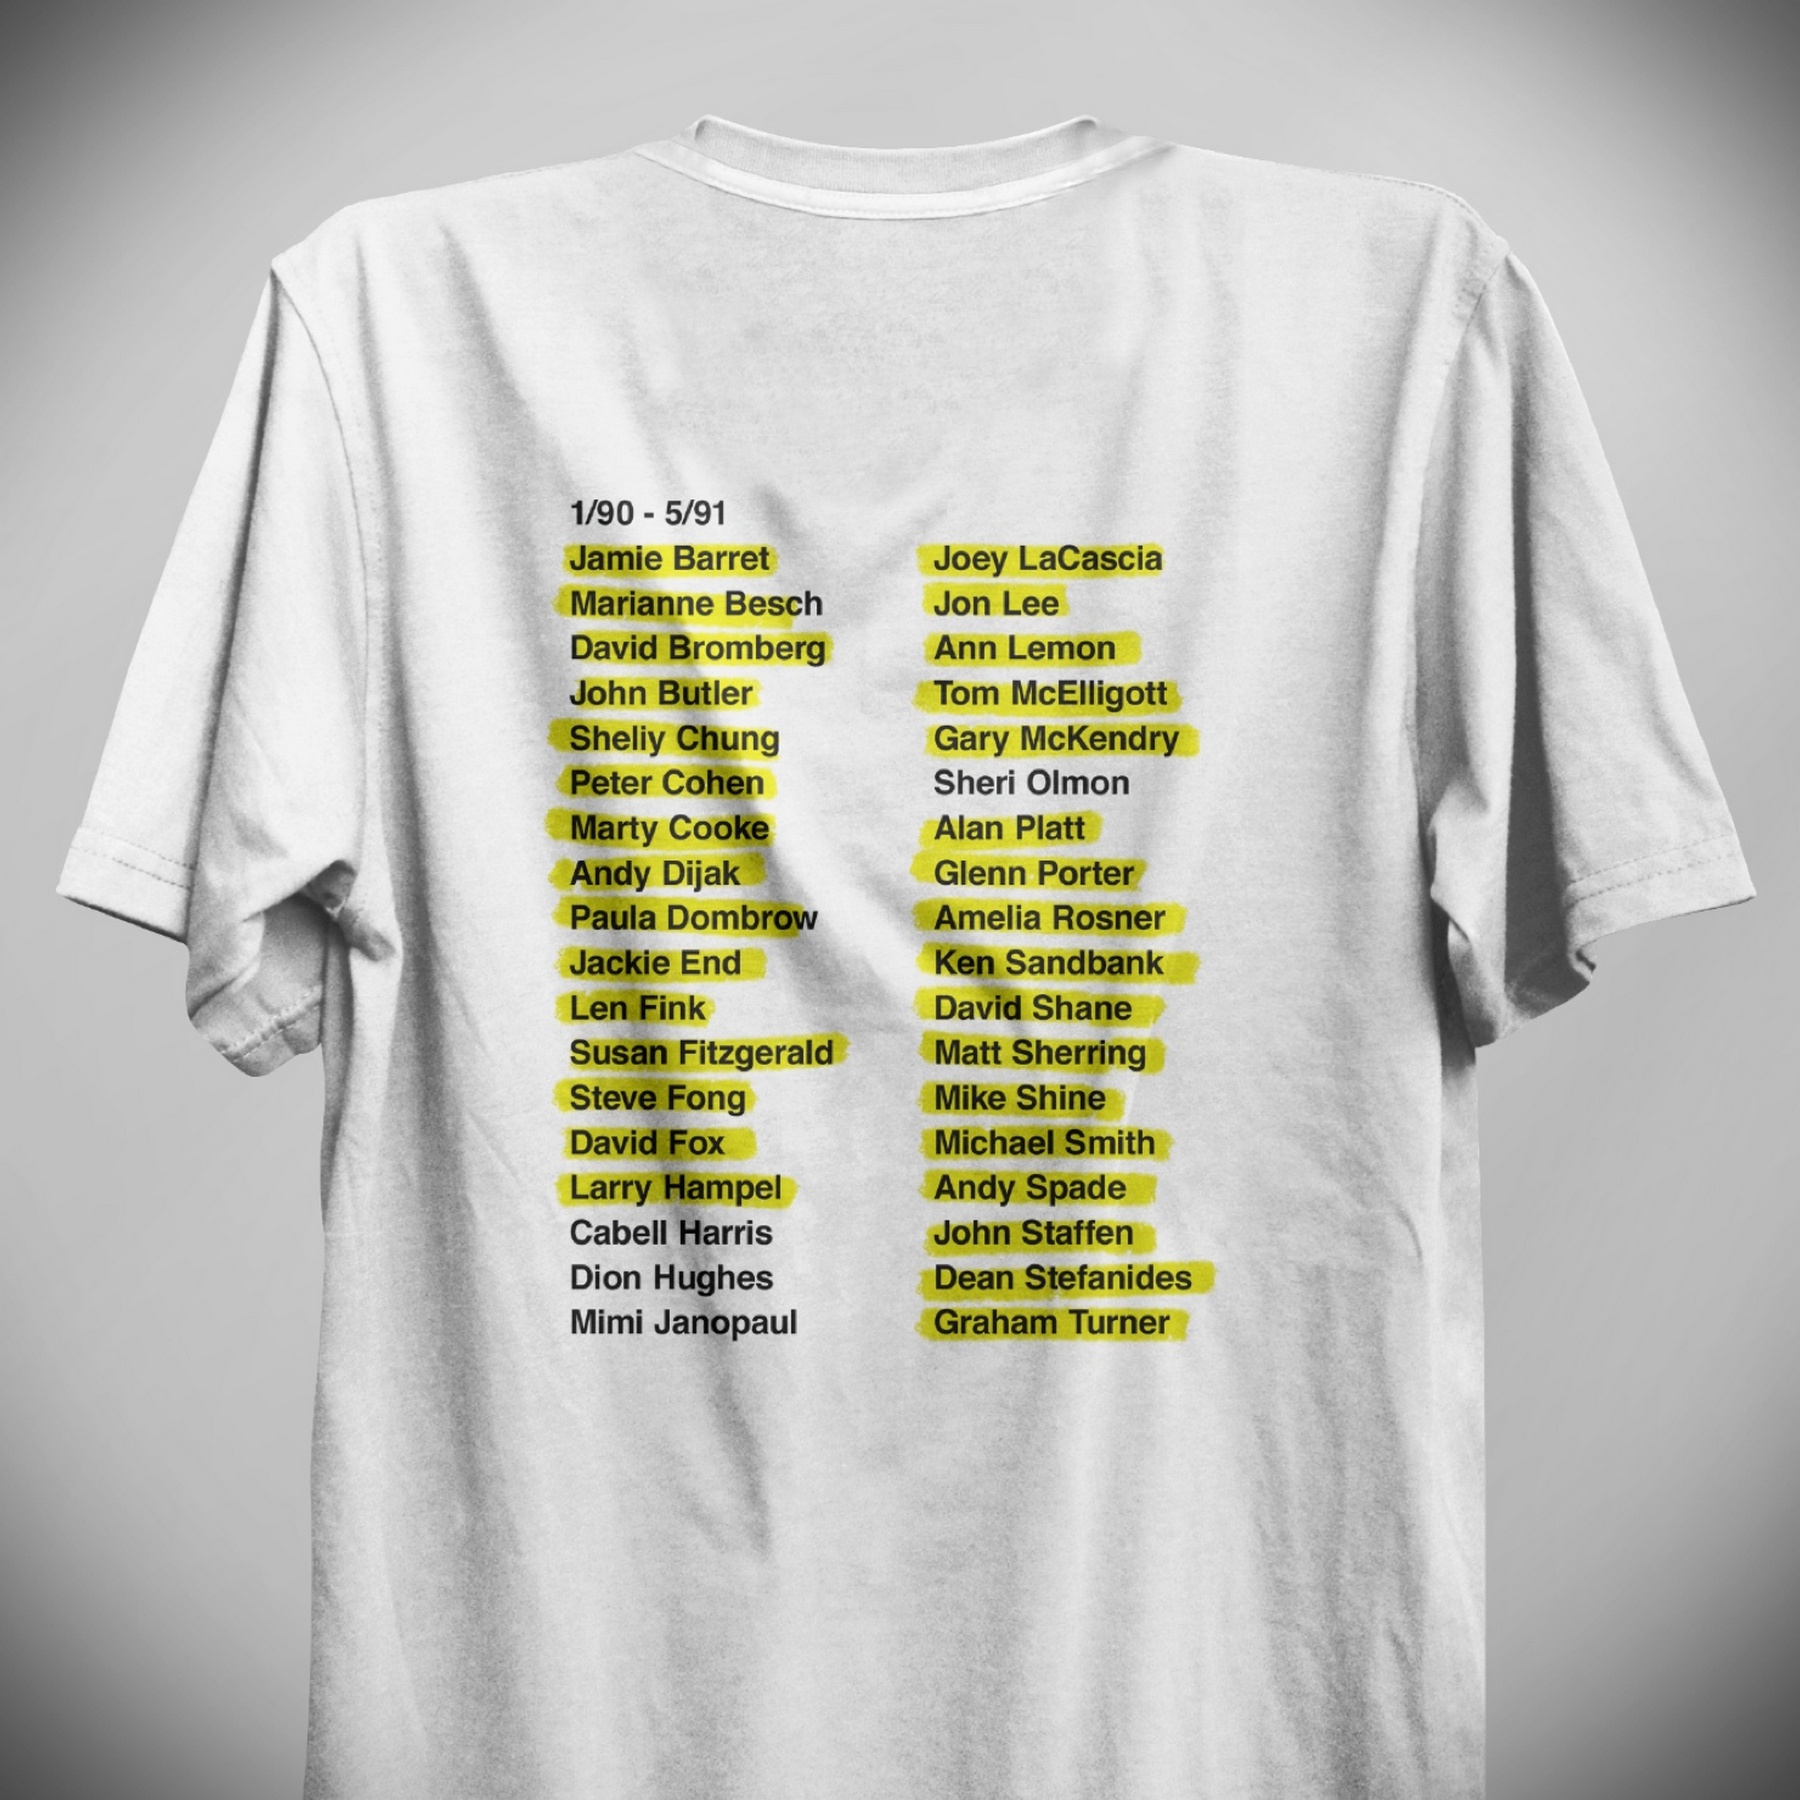 1/90 - 5/91
Jamie Barret
Marianne Besch
David Bromberg
John Butler
Sheliy Chung
Peter Cohen
Marty Cooke
Andy Dijak
Paula Dombrow
Jackie End
Len Fink
Susan Fitzgerald
Steve Fong
David Fox
Larry Hampel
Cabell Harris
Dion Hughes
Mimi Janopaul
Joey LaCascia
Jon Lee
Ann Lemon
Tom McElligott
Gary McKendry
Sheri Olmon
Alan Platt
Glenn Porter
Amelia Rosner
Ken Sandbank
David Shane
Matt Sherring
Mike Shine
Michael Smith
Andy Spade
John Staffen
Dean Stefanides
Graham Turner